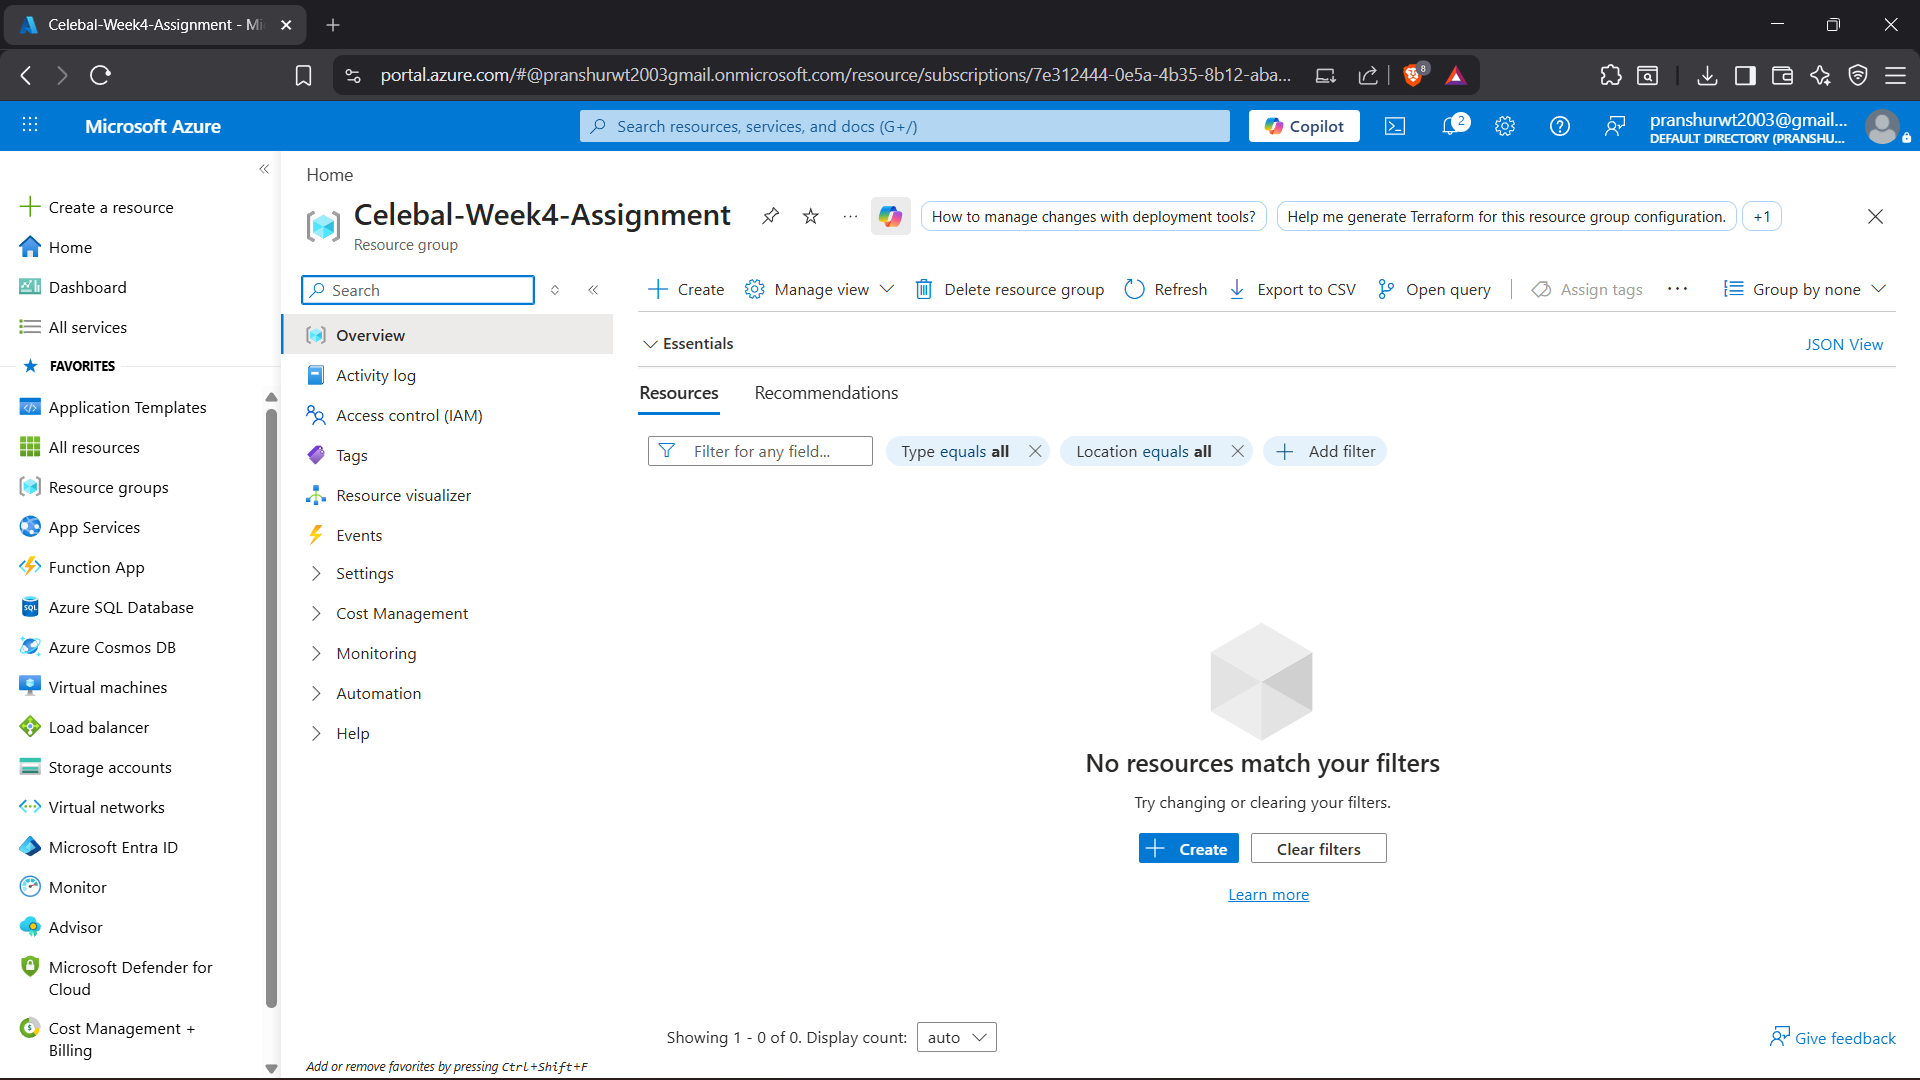 Celebal-Week4-Assignment - Mi
portal.azure.com/#@pranshurwt2003gmail.onmicrosoft.com/resource/subscriptions/7e312444-0e5a-4b35-8b12-aba...
8
Microsoft Azure
Search resources, services, and docs (G+/)
Copilot
2
pranshurwt2003@gmail...
DEFAULT DIRECTORY (PRANSHU...
Create a resource
Home
Dashboard
All services
FAVORITES
Application Templates
All resources
Resource groups
App Services
Function App
Azure SQL Database
Azure Cosmos DB
Virtual machines
Load balancer
Storage accounts
Virtual networks
Microsoft Entra ID
Monitor
Advisor
Microsoft Defender for
Cloud
Cost Management +
Billing
Home
Celebal-Week4-Assignment
Resource group
How to manage changes with deployment tools?
Help me generate Terraform for this resource group configuration.
+1
Search
Overview
Activity log
Access control (IAM)
Tags
Resource visualizer
Events
Settings
Cost Management
Monitoring
Automation
Help
Add or remove favorites by pressing Ctrl+Shift+F
Create
Manage view
Delete resource group
Refresh
Export to CSV
Open query
Assign tags
Group by none
Essentials
JSON View
Resources
Recommendations
Filter for any field...
Type equals all
Location equals all
Add filter
No resources match your filters
Try changing or clearing your filters.
Create
Clear filters
Learn more
Showing 1 - 0 of 0. Display count:
auto
Give feedback